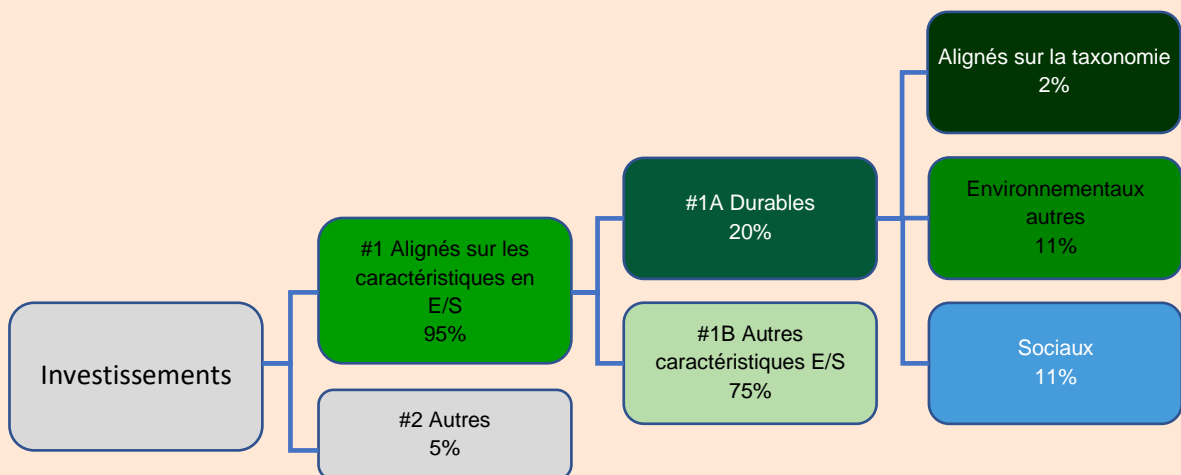 Investissements
#1 Alignés sur les
caractéristiques en
E/S
95%
#2 Autres
5%
#1A Durables
20%
#1B Autres
caractéristiques E/S
75%
Alignés sur la taxonomie
2%
Environnementaux
autres
11%
Sociaux
11%